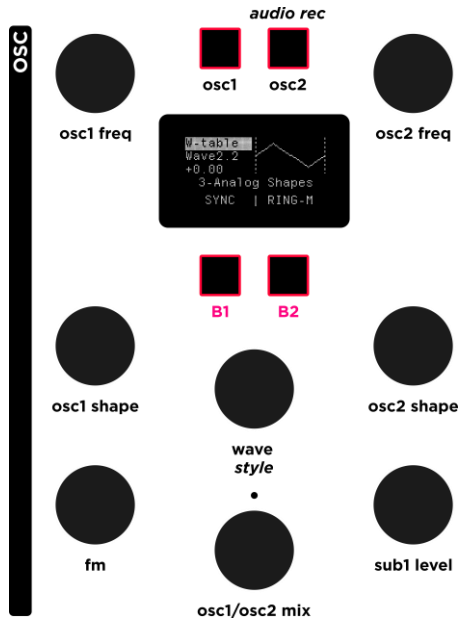 OSC
audio rec
osc1 osc2
osc1 freq
osc2 freq
W-table
Wave2.2
+0.00
3-Analog Shapes
SYNC | RING-M
B1 B2
osc1 shape
osc2 shape
wave
style
fm
sub1 level
osc1/osc2 mix